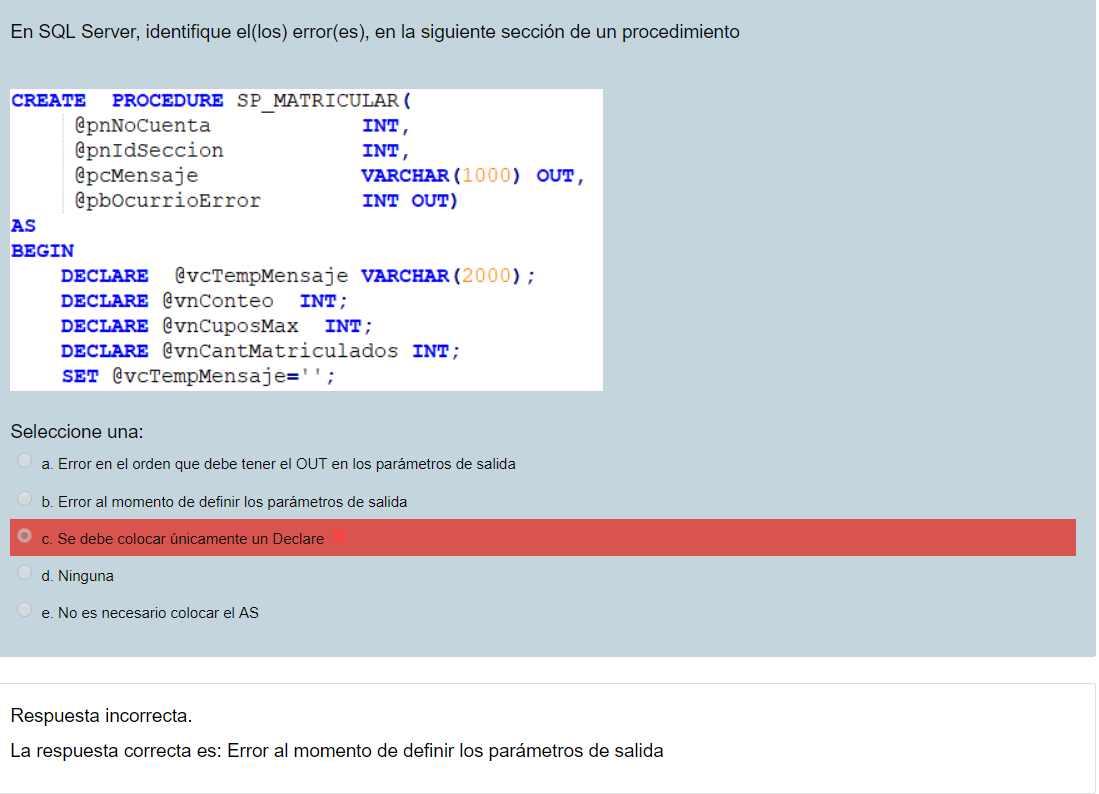 En SQL Server, identifique el(los) error(es), en la siguiente sección de un procedimiento
CREATE PROCEDURE SP_MATRICULAR(
@pnNoCuenta INT,
@pnIdSeccion INT,
@pcMensaje VARCHAR(1000) OUT,
@pbOcurrioError INT OUT)
AS
BEGIN
DECLARE @vcTempMensaje VARCHAR(2000);
DECLARE @vnConteo INT;
DECLARE @vnCuposMax INT;
DECLARE @vnCantMatriculados INT;
SET @vcTempMensaje='';
Seleccione una:
a. Error en el orden que debe tener el OUT en los parámetros de salida
b. Error al momento de definir los parámetros de salida
c. Se debe colocar únicamente un Declare
d. Ninguna
e. No es necesario colocar el AS
Respuesta incorrecta.
La respuesta correcta es: Error al momento de definir los parámetros de salida